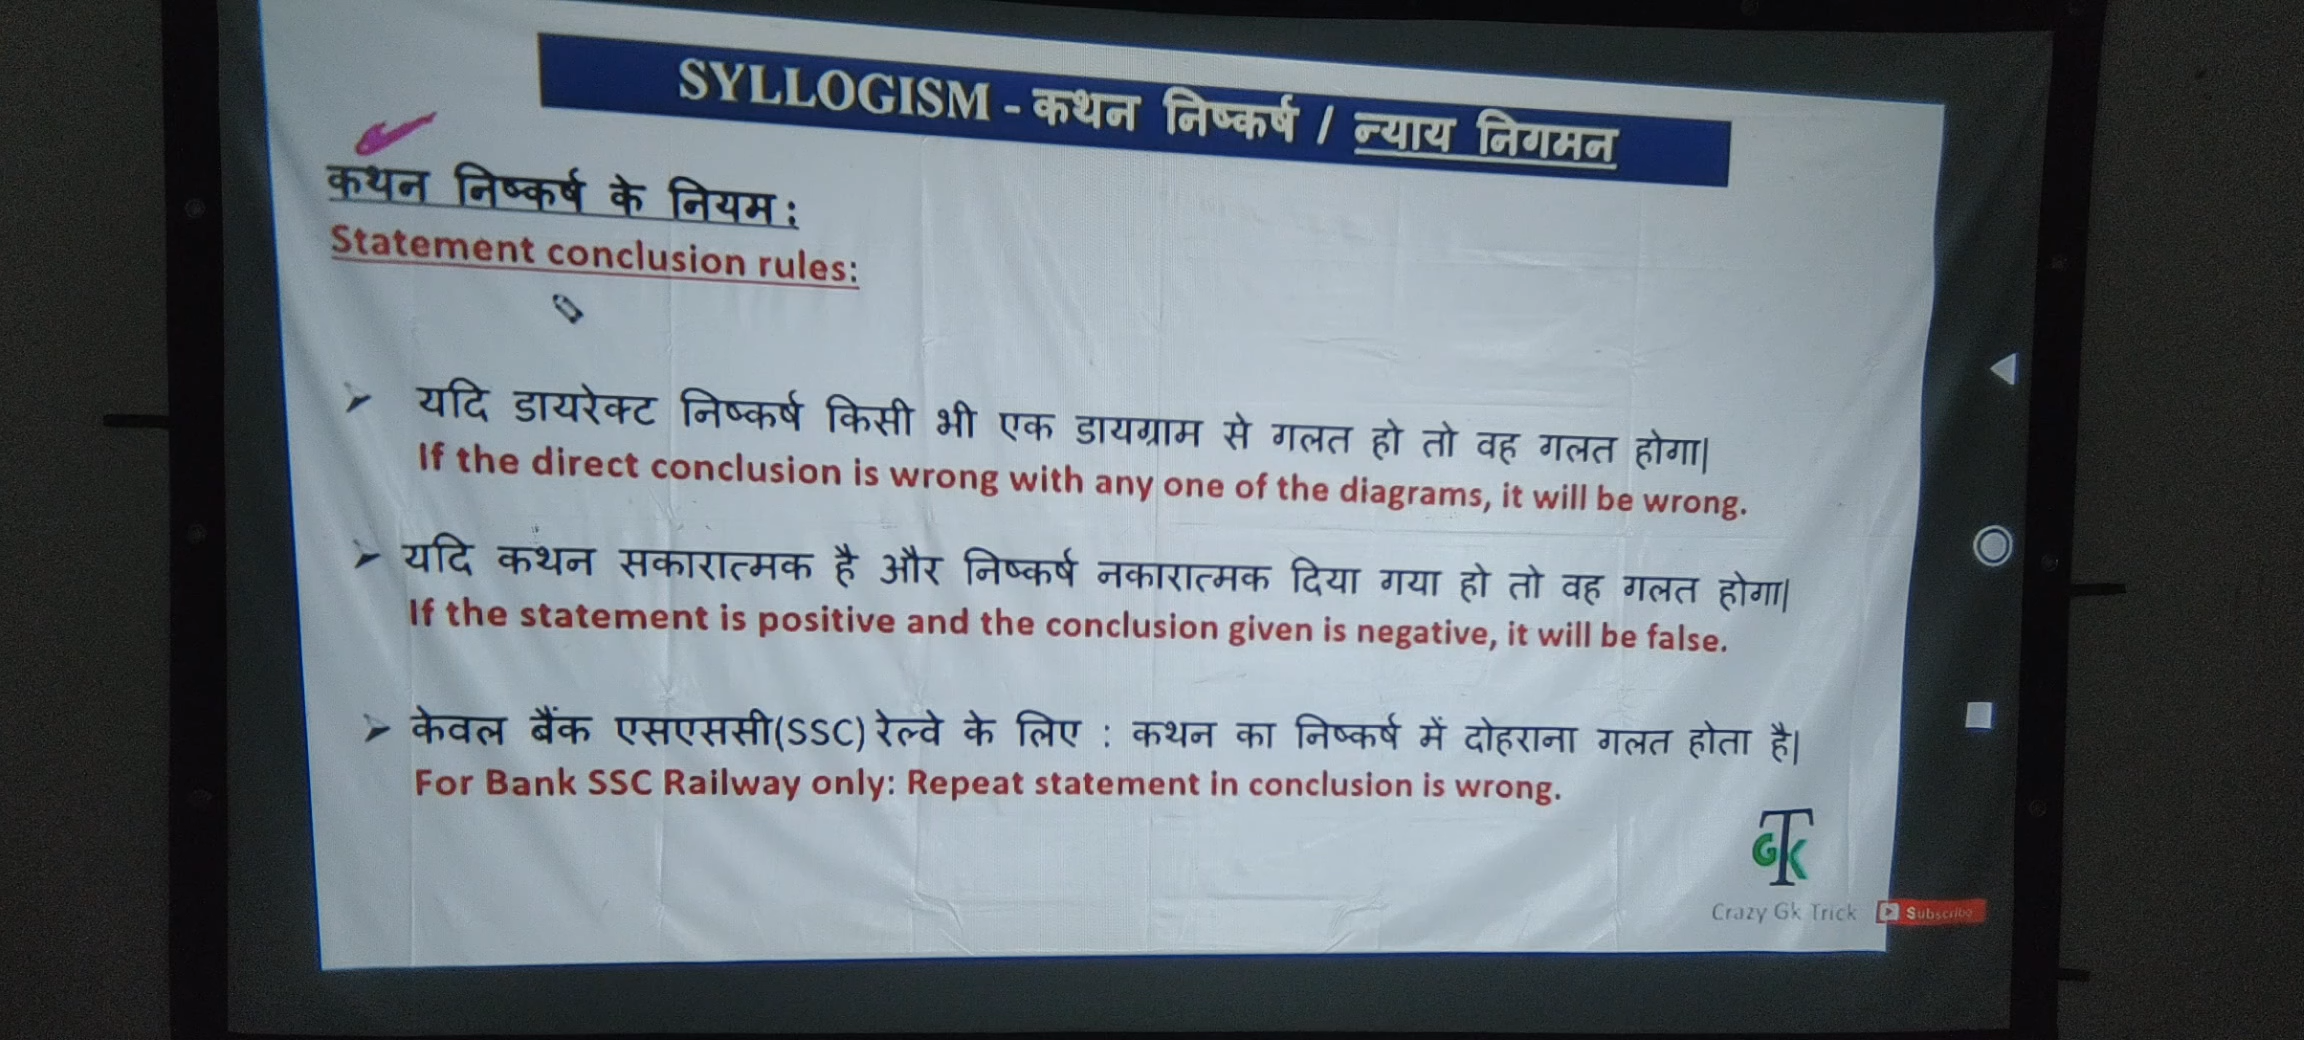 SYLLOGISM - कथन निष्कर्ष / न्याय निगमन
कथन निष्कर्ष के नियम :
Statement conclusion rules:
➢ यदि डायरेक्ट निष्कर्ष किसी भी एक डायग्राम से गलत हो तो वह गलत होगा|
If the direct conclusion is wrong with any one of the diagrams, it will be wrong.
➢ यदि कथन सकारात्मक है और निष्कर्ष नकारात्मक दिया गया हो तो वह गलत होगा|
If the statement is positive and the conclusion given is negative, it will be false.
➢ केवल बैंक एसएससी(SSC) रेल्वे के लिए : कथन का निष्कर्ष में दोहराना गलत होता है|
For Bank SSC Railway only: Repeat statement in conclusion is wrong.
GTK
Crazy Gk Trick
Subscribe